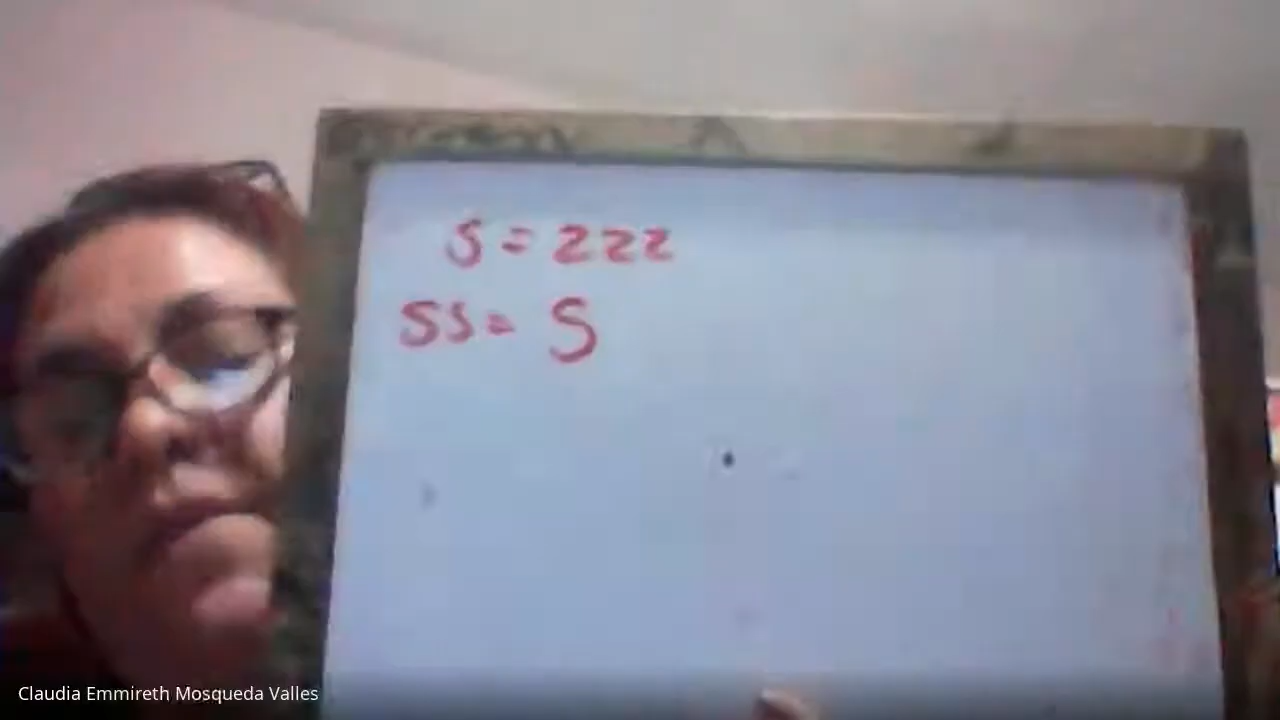 s = zzz
ss = S
Claudia Emmireth Mosqueda Valles